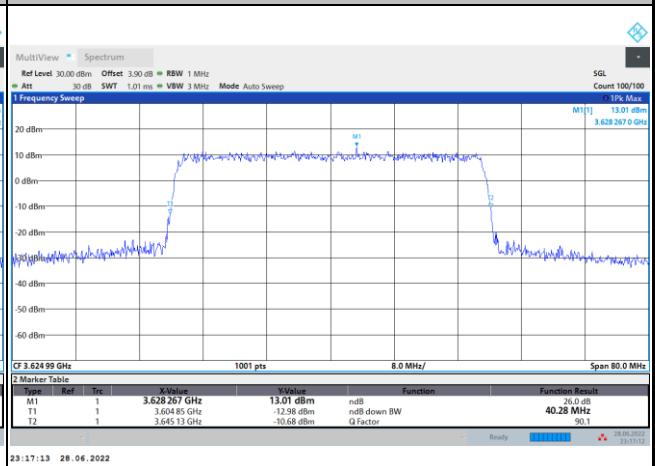 MultiView Spectrum
Ref Level 30.00 dBm Offset 3.90 dB RBW 1 MHz SGL
Att 30 dB SWT 1.01 ms VBW 3 MHz Mode Auto Sweep Count 100/100
1 Frequency Sweep 1Pk Max
M1[1] 13.01 dBm
3.628 267 0 GHz
20 dBm
M1
10 dBm
0 dBm
-10 dBm
T1
T2
-20 dBm
-30 dBm
-40 dBm
-50 dBm
-60 dBm
CF 3.624 99 GHz 1001 pts 8.0 MHz/ Span 80.0 MHz
2 Marker Table
Type Ref Trc X-Value Y-Value Function Function Result
M1 1 3.628 267 GHz 13.01 dBm ndB 26.0 dB
T1 1 3.604 85 GHz -12.98 dBm ndB down BW 40.28 MHz
T2 1 3.645 13 GHz -10.68 dBm Q Factor 90.1
Ready 28.06.2022
23:17:12
23:17:13 28.06.2022